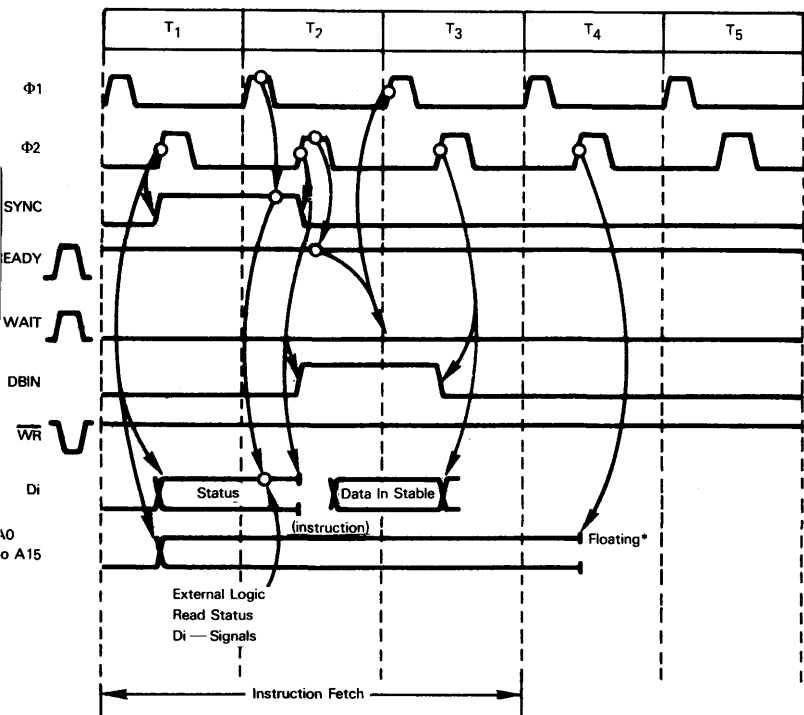 T1 T2 T3 T4 T5
Φ1
Φ2
SYNC
EADY
WAIT
DBIN
WR
Di Status Data In Stable
(instruction)
A0 Floating*
o A15
External Logic
Read Status
Di — Signals
Instruction Fetch